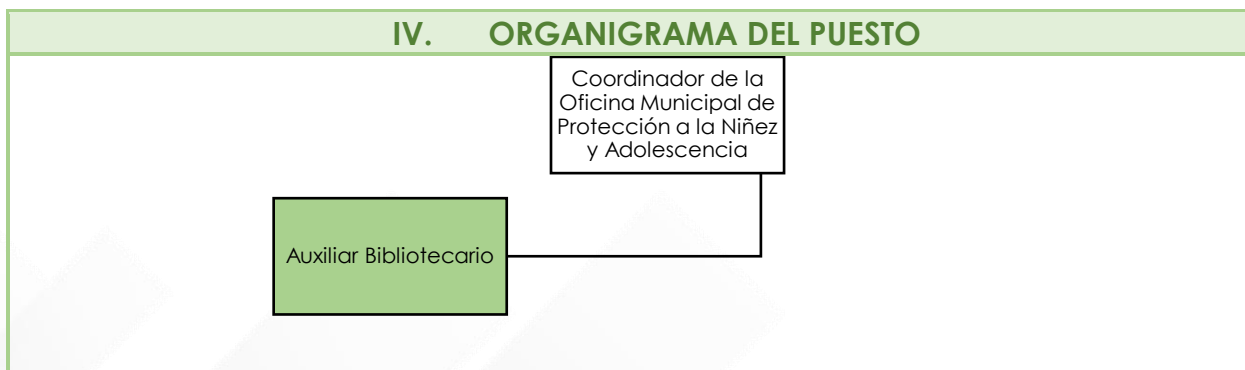 IV. ORGANIGRAMA DEL PUESTO
Coordinador de la
Oficina Municipal de
Protección a la Niñez
y Adolescencia
Auxiliar Bibliotecario